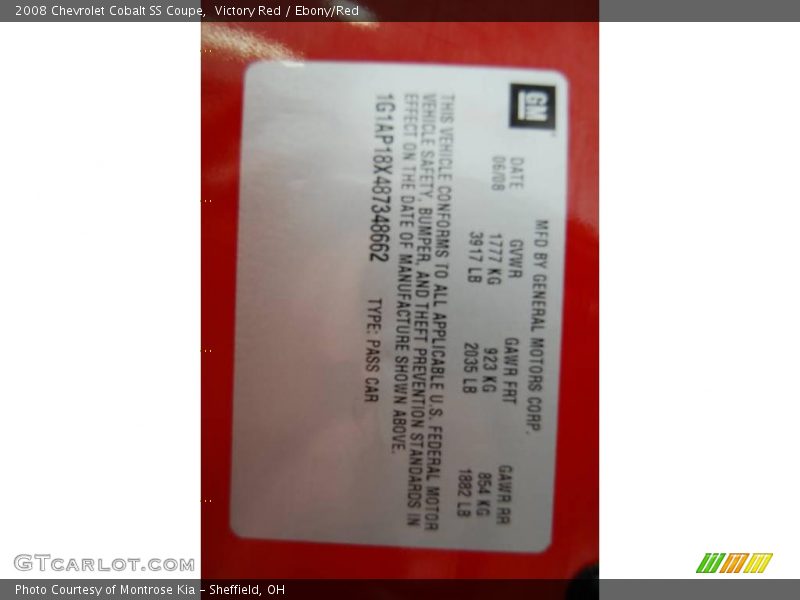 2008 Chevrolet Cobalt SS Coupe, Victory Red / Ebony/Red
GM
MFD BY GENERAL MOTORS CORP.
DATE GVWR GAWR FRT GAWR RR
06/08 1777 KG 923 KG 854 KG
3917 LB 2035 LB 1882 LB
THIS VEHICLE CONFORMS TO ALL APPLICABLE U.S. FEDERAL MOTOR
VEHICLE SAFETY, BUMPER, AND THEFT PREVENTION STANDARDS IN
EFFECT ON THE DATE OF MANUFACTURE SHOWN ABOVE.
1G1AP18X487348662 TYPE: PASS CAR
GTcarlot.com
Photo Courtesy of Montrose Kia – Sheffield, OH